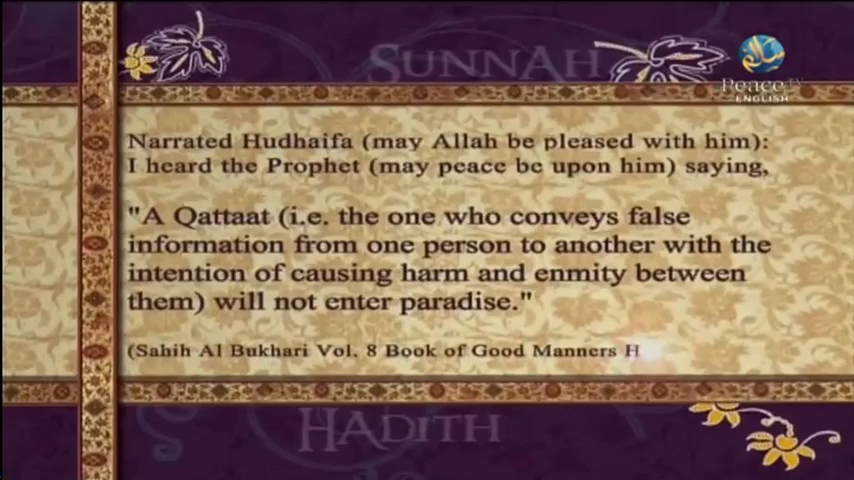 SUNNAH
Peace TV
ENGLISH
Narrated Hudhaifa (may Allah be pleased with him):
I heard the Prophet (may peace be upon him) saying,
"A Qattaat (i.e. the one who conveys false
information from one person to another with the
intention of causing harm and enmity between
them) will not enter paradise."
(Sahih Al Bukhari Vol. 8 Book of Good Manners H
HADITH